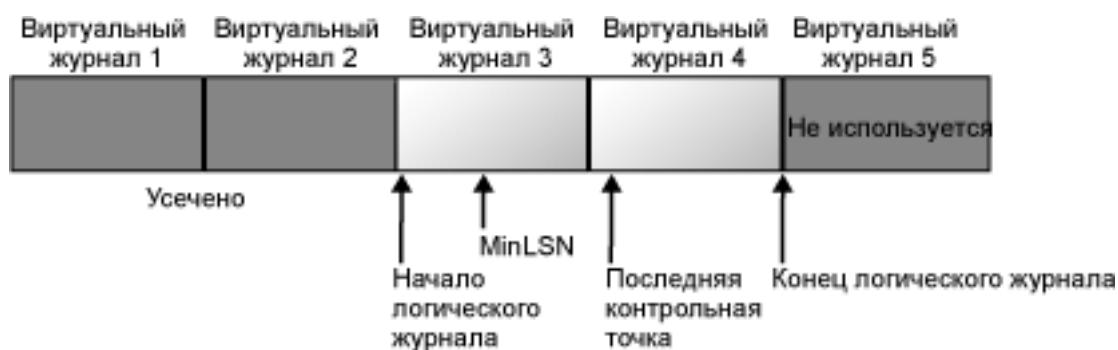 Виртуальный журнал 1
Виртуальный журнал 2
Виртуальный журнал 3
Виртуальный журнал 4
Виртуальный журнал 5
Не используется
Усечено
MinLSN
Начало
логического
журнала
Последняя
контрольная
точка
Конец логического журнала